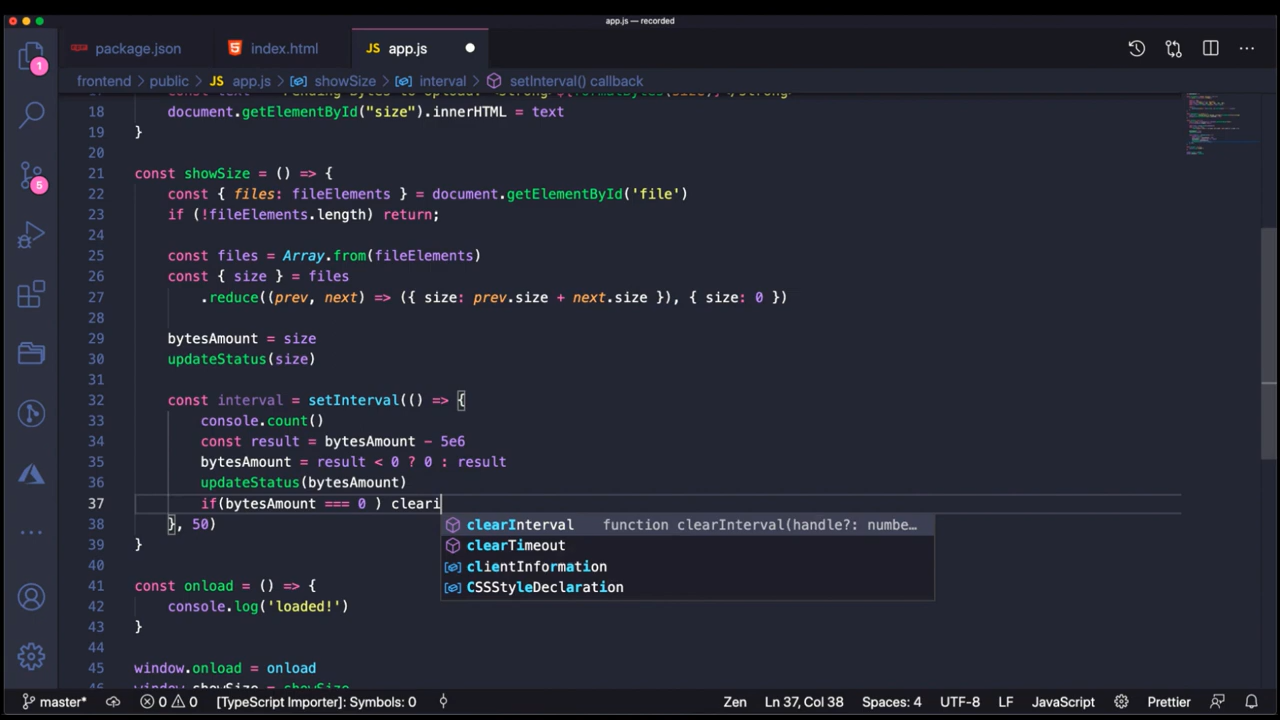 app.js — recorded
package.json
index.html
JS app.js
frontend > public > JS app.js > showSize > interval > setInterval() callback
1
5
18 document.getElementById("size").innerHTML = text
19 }
20
21 const showSize = () => {
22 const { files: fileElements } = document.getElementById('file')
23 if (!fileElements.length) return;
24
25 const files = Array.from(fileElements)
26 const { size } = files
27 .reduce((prev, next) => ({ size: prev.size + next.size }), { size: 0 })
28
29 bytesAmount = size
30 updateStatus(size)
31
32 const interval = setInterval(() => {
33 console.count()
34 const result = bytesAmount - 5e6
35 bytesAmount = result < 0 ? 0 : result
36 updateStatus(bytesAmount)
37 if(bytesAmount === 0 ) cleari
clearInterval function clearInterval(handle?: numbe…
38 }, 50)
39 }
clearTimeout
40
clientInformation
41 const onload = () => {
CSSStyleDeclaration
42 console.log('loaded!')
43 }
44
45 window.onload = onload
46 window.showSize = showSize
master* 0 0 [TypeScript Importer]: Symbols: 0 Zen Ln 37, Col 38 Spaces: 4 UTF-8 LF JavaScript Prettier